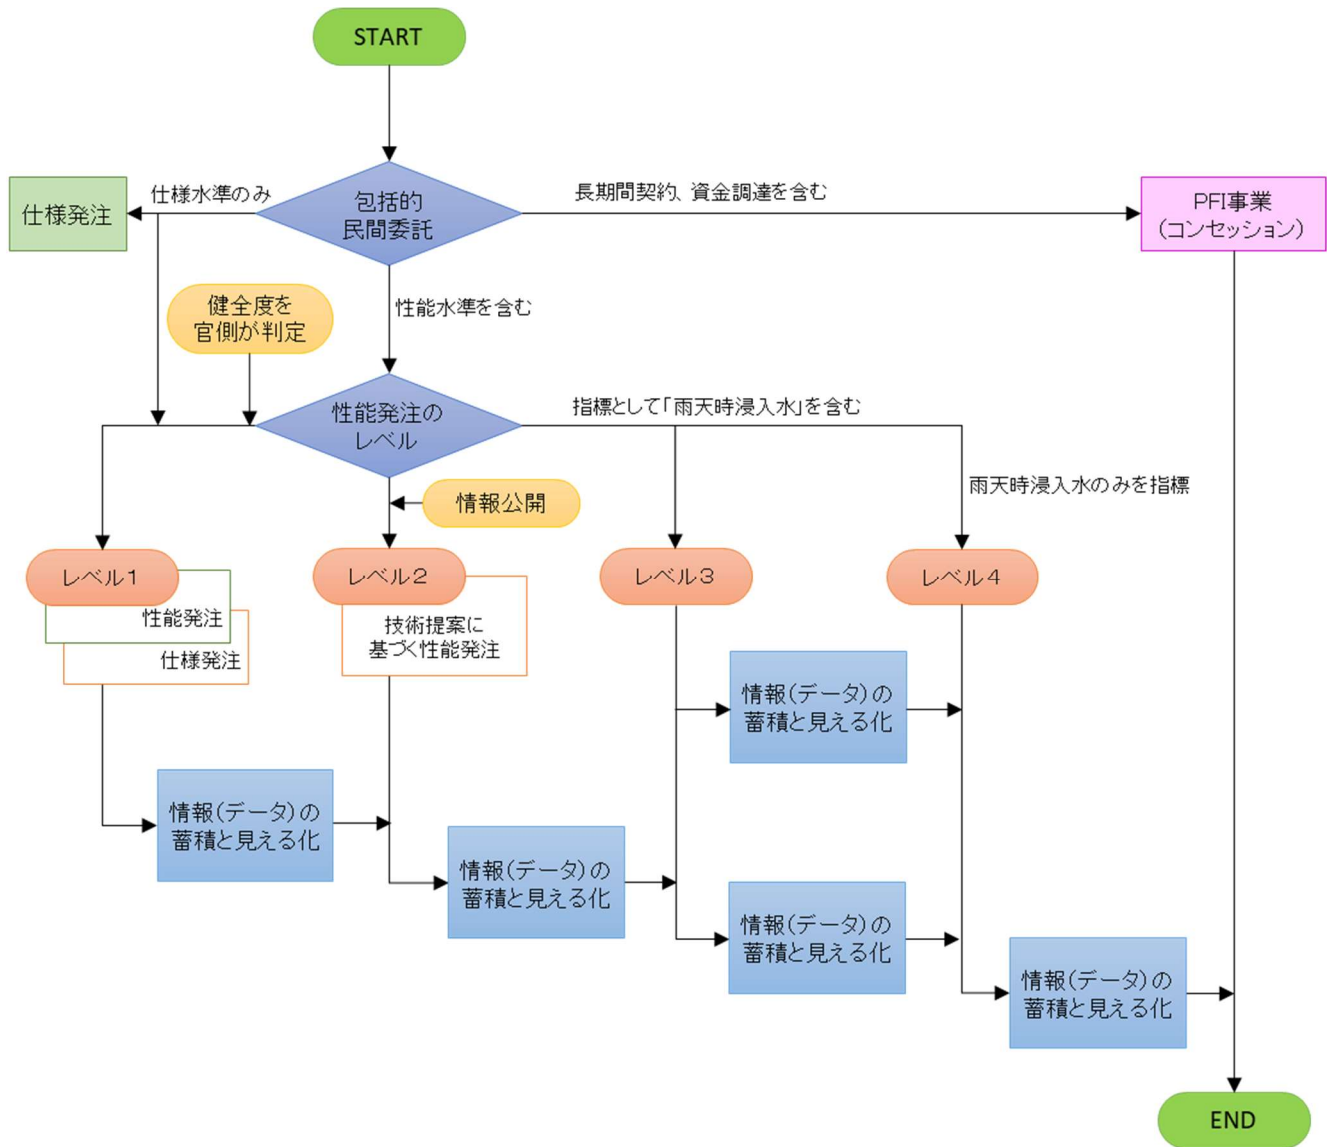 START
仕様水準のみ
包括的
民間委託
長期間契約、資金調達を含む
仕様発注
PFI事業
(コンセッション)
健全度を
官側が判定
性能水準を含む
性能発注の
レベル
指標として「雨天時浸入水」を含む
情報公開
雨天時浸入水のみを指標
レベル1
性能発注
仕様発注
レベル2
技術提案に
基づく性能発注
レベル3
レベル4
情報(データ)の
蓄積と見える化
情報(データ)の
蓄積と見える化
情報(データ)の
蓄積と見える化
情報(データ)の
蓄積と見える化
情報(データ)の
蓄積と見える化
END